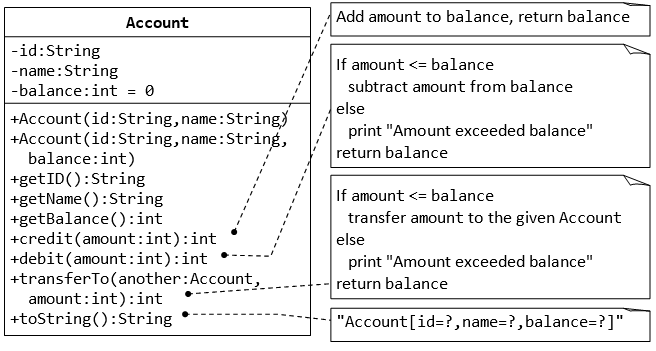 Account
-id:String
-name:String
-balance:int = 0
+Account(id:String,name:String)
+Account(id:String,name:String,
balance:int)
+getID():String
+getName():String
+getBalance():int
+credit(amount:int):int
+debit(amount:int):int
+transferTo(another:Account,
amount:int):int
+toString():String
Add amount to balance, return balance
If amount <= balance
subtract amount from balance
else
print "Amount exceeded balance"
return balance
If amount <= balance
transfer amount to the given Account
else
print "Amount exceeded balance"
return balance
"Account[id=?,name=?,balance=?]"